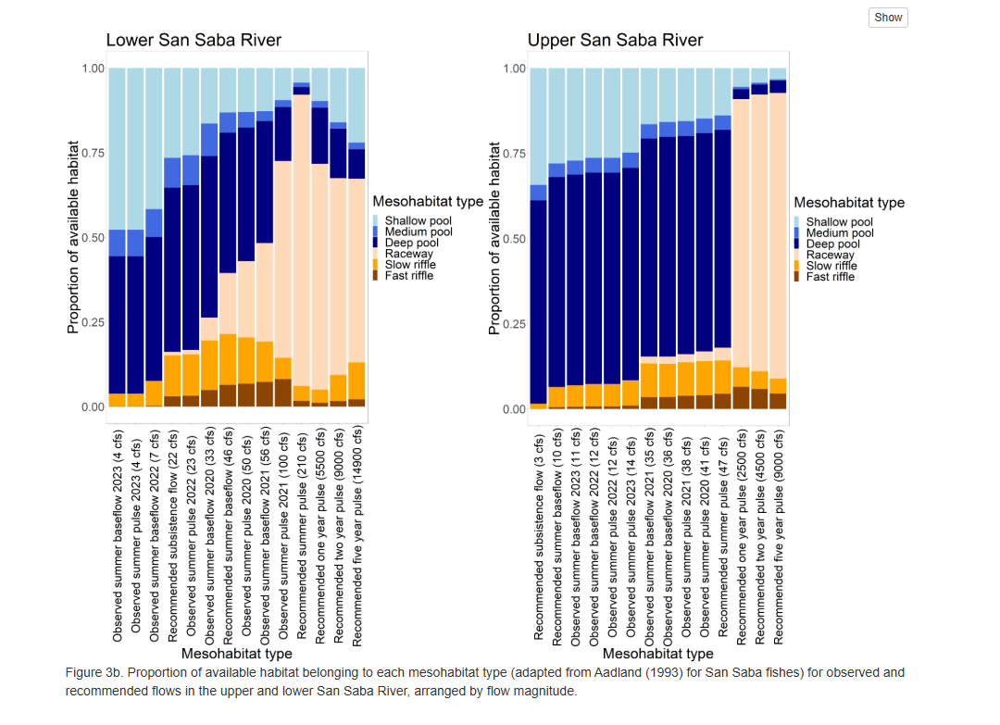 Show
Lower San Saba River
Upper San Saba River
Proportion of available habitat
1.00
0.75
0.50
0.25
0.00
Mesohabitat type
Shallow pool
Medium pool
Deep pool
Raceway
Slow riffle
Fast riffle
Observed summer baseflow 2023 (4 cfs)
Observed summer pulse 2023 (4 cfs)
Observed summer baseflow 2022 (7 cfs)
Recommended subsistence flow (22 cfs)
Observed summer pulse 2022 (23 cfs)
Observed summer baseflow 2020 (33 cfs)
Recommended summer baseflow (46 cfs)
Observed summer pulse 2020 (50 cfs)
Observed summer baseflow 2021 (56 cfs)
Observed summer pulse 2021 (100 cfs)
Recommended summer pulse (210 cfs)
Recommended one year pulse (5500 cfs)
Recommended two year pulse (9000 cfs)
Recommended five year pulse (14900 cfs)
Mesohabitat type
Proportion of available habitat
1.00
0.75
0.50
0.25
0.00
Mesohabitat type
Shallow pool
Medium pool
Deep pool
Raceway
Slow riffle
Fast riffle
Recommended subsistence flow (3 cfs)
Recommended summer baseflow (10 cfs)
Observed summer baseflow 2023 (11 cfs)
Observed summer baseflow 2022 (12 cfs)
Observed summer pulse 2022 (12 cfs)
Observed summer pulse 2023 (14 cfs)
Observed summer baseflow 2021 (35 cfs)
Observed summer baseflow 2020 (36 cfs)
Observed summer pulse 2021 (38 cfs)
Observed summer pulse 2020 (41 cfs)
Recommended summer pulse (47 cfs)
Recommended one year pulse (2500 cfs)
Recommended two year pulse (4500 cfs)
Recommended five year pulse (9000 cfs)
Mesohabitat type
Figure 3b. Proportion of available habitat belonging to each mesohabitat type (adapted from Aadland (1993) for San Saba fishes) for observed and
recommended flows in the upper and lower San Saba River, arranged by flow magnitude.